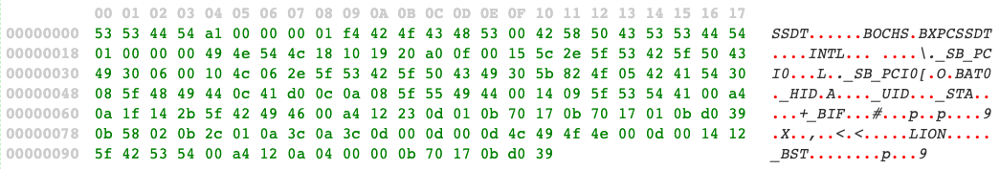 00 01 02 03 04 05 06 07 08 09 0A 0B 0C 0D 0E 0F 10 11 12 13 14 15 16 17
00000000 53 53 44 54 a1 00 00 00 01 f4 42 4f 43 48 53 00 42 58 50 43 53 53 44 54 SSDT......BOCHS.BXPCSSDT
00000018 01 00 00 00 49 4e 54 4c 18 10 19 20 a0 0f 00 15 5c 2e 5f 53 42 5f 50 43 ....INTL... ....\._SB_PC
00000030 49 30 06 00 10 4c 06 2e 5f 53 42 5f 50 43 49 30 5b 82 4f 05 42 41 54 30 I0...L.._SB_PCI0[.O.BAT0
00000048 08 5f 48 49 44 0c 41 d0 0c 0a 08 5f 55 49 44 00 14 09 5f 53 54 41 00 a4 ._HID.A...._UID..._STA..
00000060 0a 1f 14 2b 5f 42 49 46 00 a4 12 23 0d 01 0b 70 17 0b 70 17 01 0b d0 39 ...+_BIF...#...p..p....9
00000078 0b 58 02 0b 2c 01 0a 3c 0a 3c 0d 00 0d 00 0d 4c 49 4f 4e 00 0d 00 14 12 .X..,..<.<.....LION.....
00000090 5f 42 53 54 00 a4 12 0a 04 00 00 0b 70 17 0b d0 39 _BST........p...9